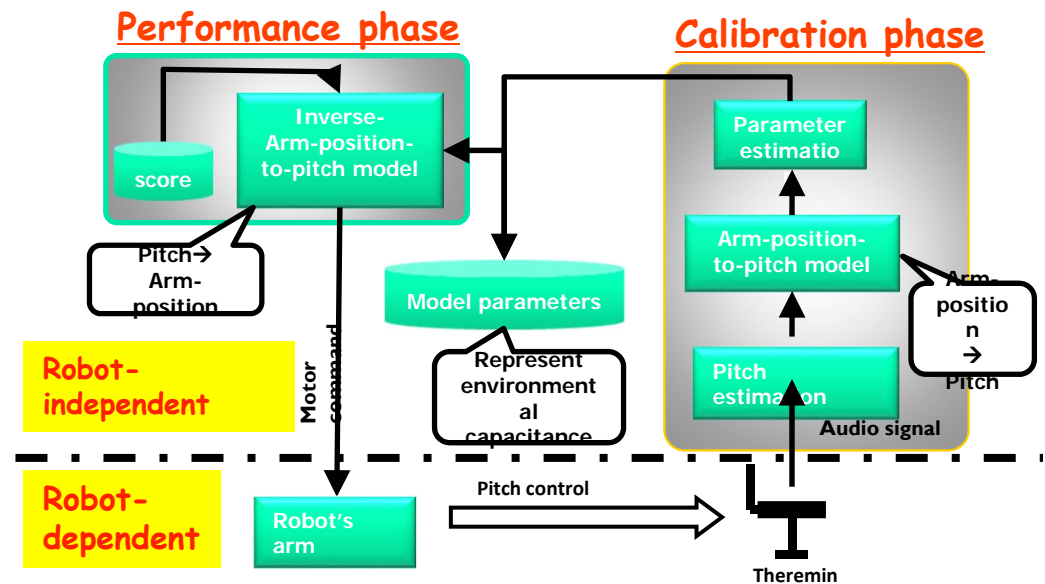 Performance phase
Calibration phase
Inverse-
Arm-position-
to-pitch model
score
Parameter
estimatio
Arm-position-
to-pitch model
Pitch→
Arm-
position
Model parameters
Arm-
positio
n
→
Pitch
Motor
command
Represent
environment
al
capacitance
Pitch
estimation
Audio signal
Robot-
independent
Robot-
dependent
Robot's
arm
Pitch control
Theremin